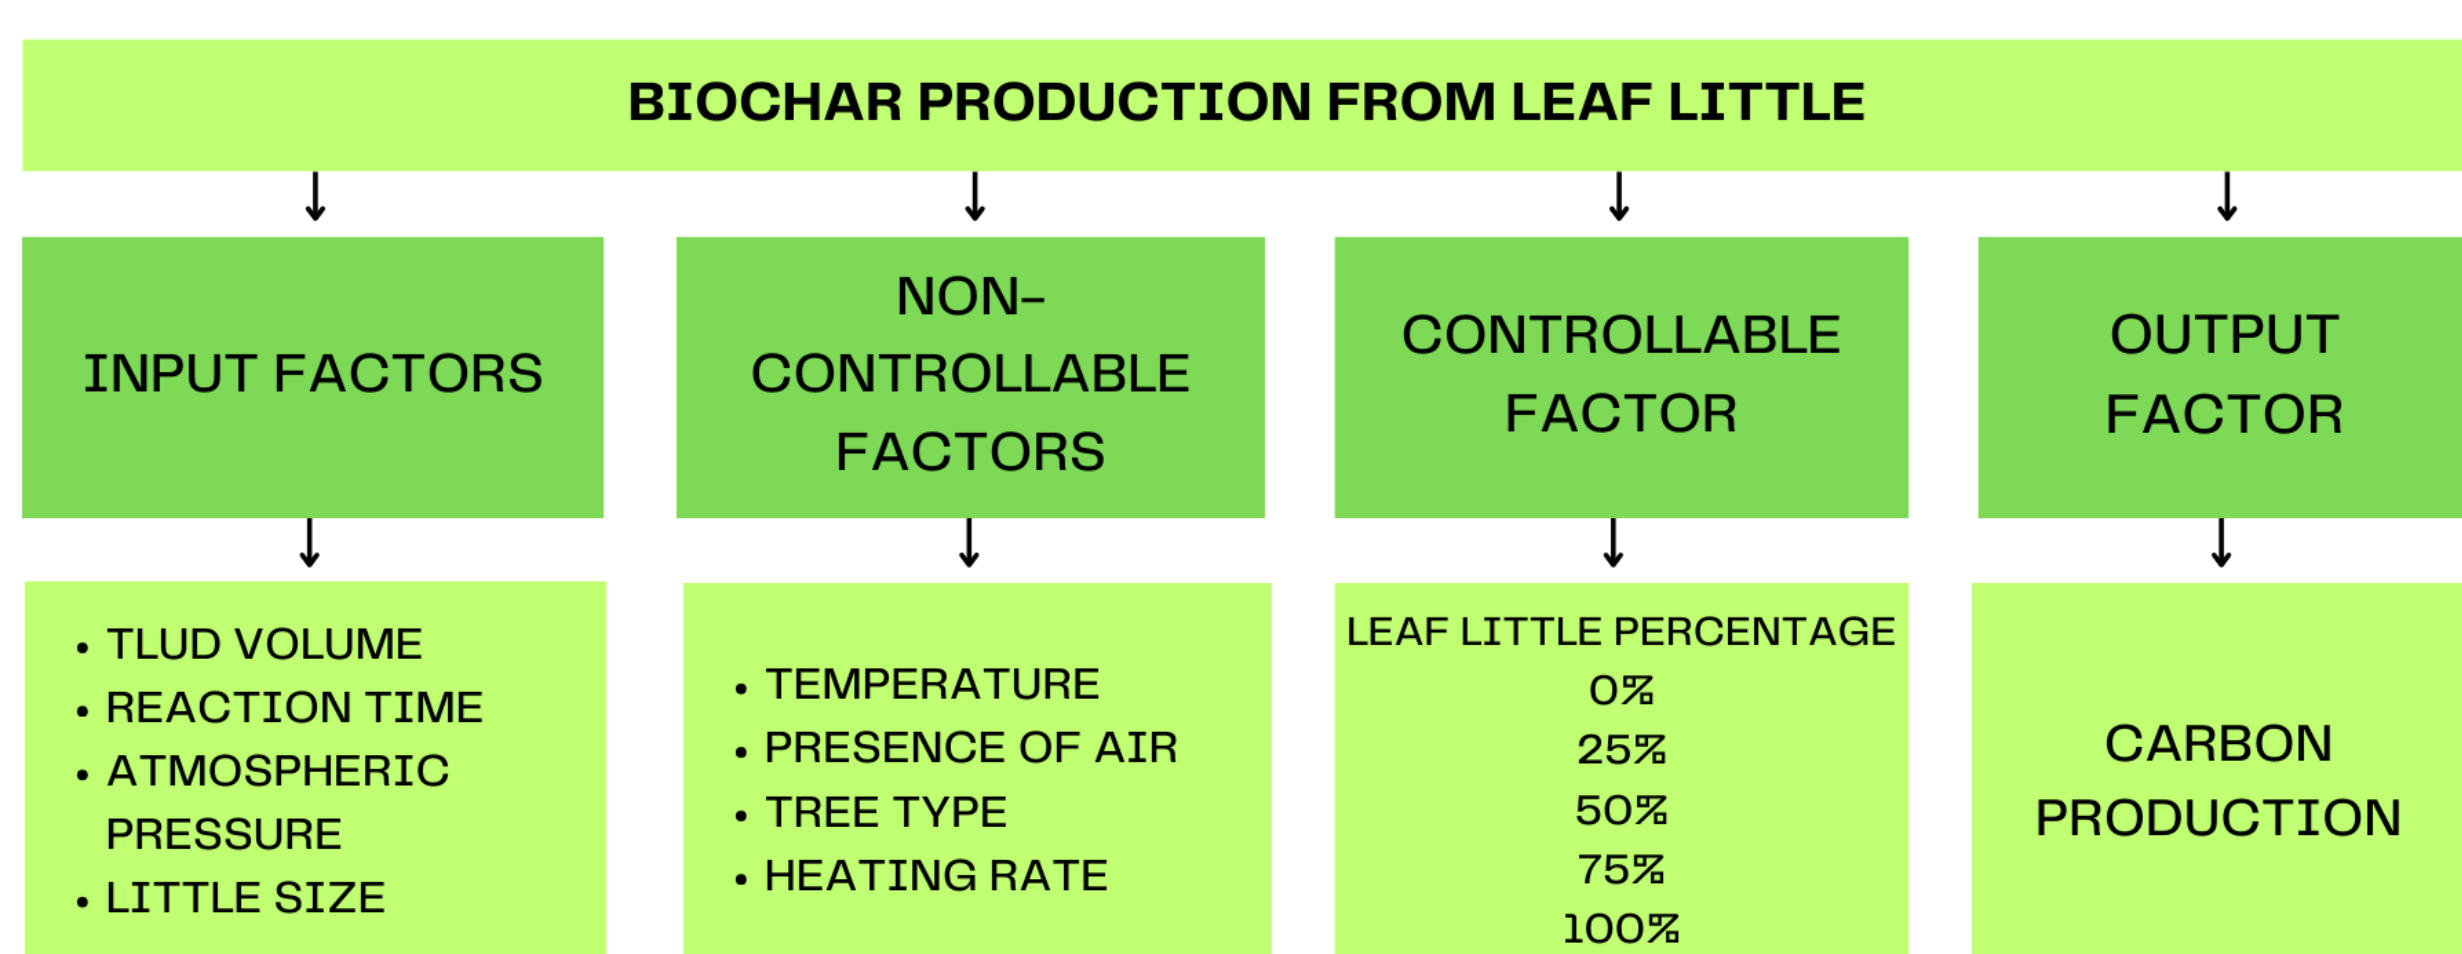 BIOCHAR PRODUCTION FROM LEAF LITTLE
INPUT FACTORS
NON-
CONTROLLABLE
FACTORS
CONTROLLABLE
FACTOR
OUTPUT
FACTOR
• TLUD VOLUME
• REACTION TIME
• ATMOSPHERIC
PRESSURE
• LITTLE SIZE
• TEMPERATURE
• PRESENCE OF AIR
• TREE TYPE
• HEATING RATE
LEAF LITTLE PERCENTAGE
0%
25%
50%
75%
100%
CARBON
PRODUCTION